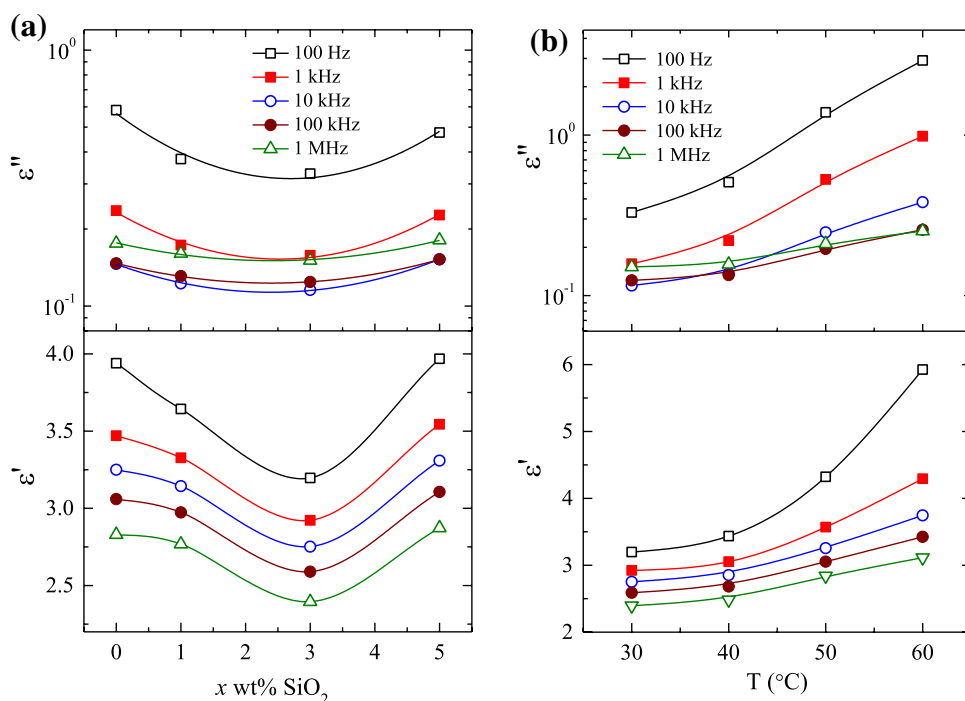 (a)
10⁰
100 Hz
1 kHz
10 kHz
100 kHz
1 MHz
ε''
10⁻¹
4.0
3.5
ε'
3.0
2.5
0 1 2 3 4 5
x wt% SiO₂
(b)
100 Hz
1 kHz
10 kHz
100 kHz
1 MHz
10⁰
ε''
10⁻¹
6
5
ε'
4
3
2
30 40 50 60
T (°C)